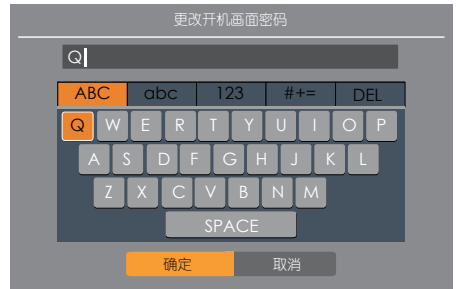 更改开机画面密码
Q
ABC abc 123 #+= DEL
Q W E R T Y U I O P
A S D F G H J K L
Z X C V B N M
SPACE
确定 取消